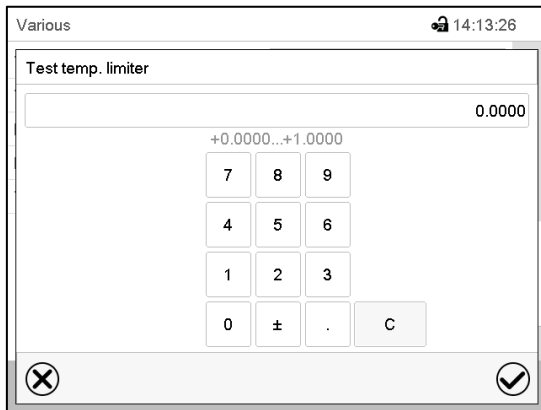 Various 14:13:26
Test temp. limiter
0.0000
+0.0000...+1.0000
7 8 9
4 5 6
1 2 3
0 ± . C